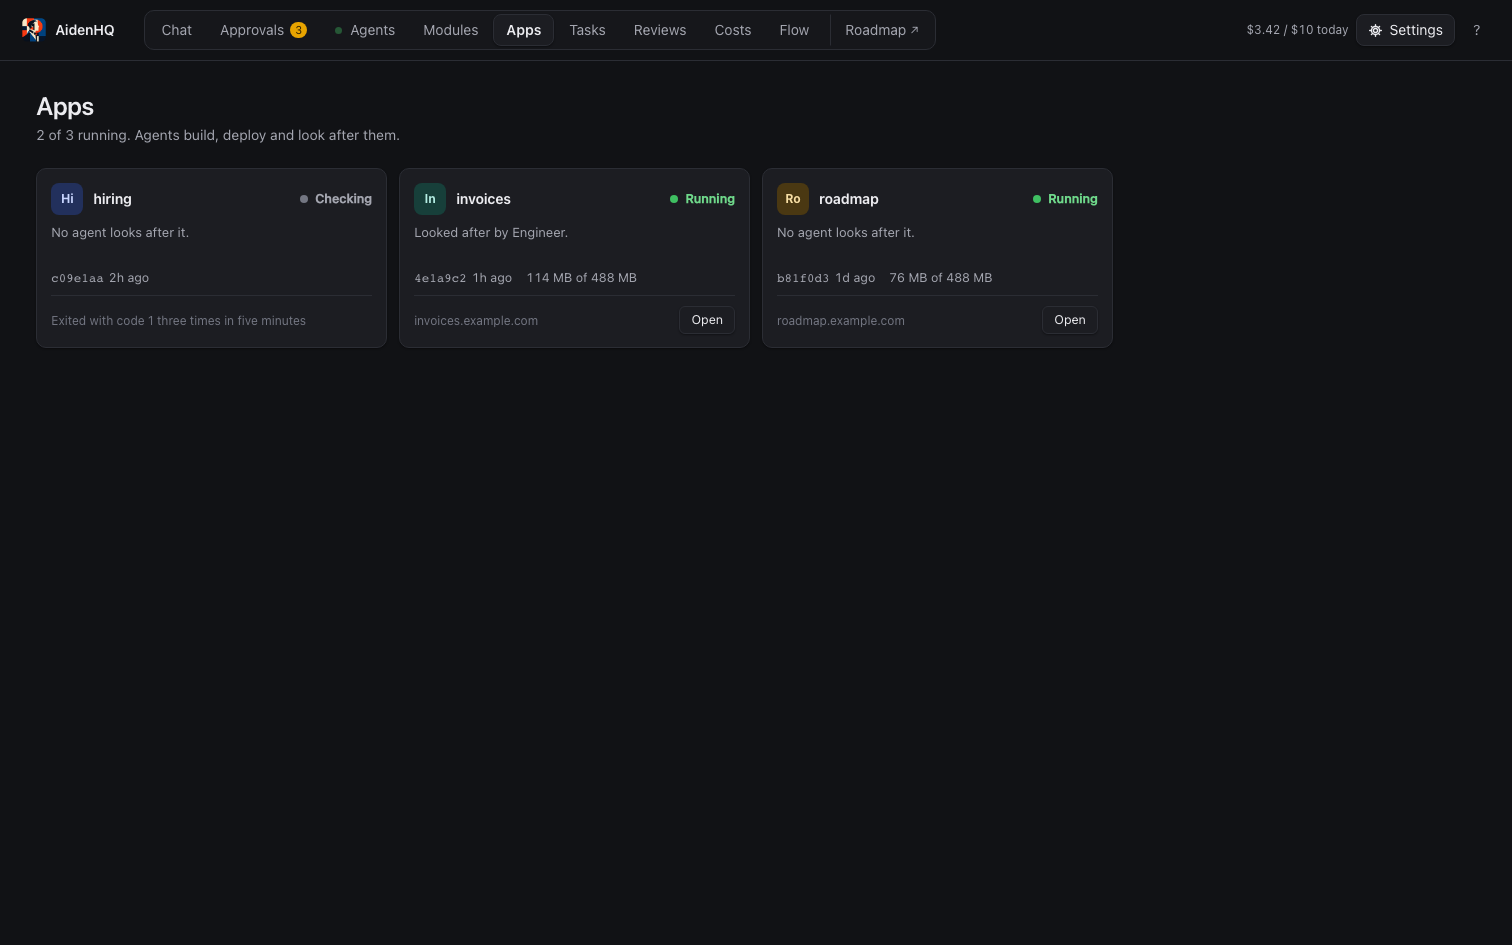 AidenHQ
Chat
Approvals 3
Agents
Modules
Apps
Tasks
Reviews
Costs
Flow
Roadmap ↗
$3.42 / $10 today
Settings
?
Apps
2 of 3 running. Agents build, deploy and look after them.
Hi hiring Checking
No agent looks after it.
c09e1aa 2h ago
Exited with code 1 three times in five minutes
In invoices Running
Looked after by Engineer.
4e1a9c2 1h ago 114 MB of 488 MB
invoices.example.com Open
Ro roadmap Running
No agent looks after it.
b81f0d3 1d ago 76 MB of 488 MB
roadmap.example.com Open